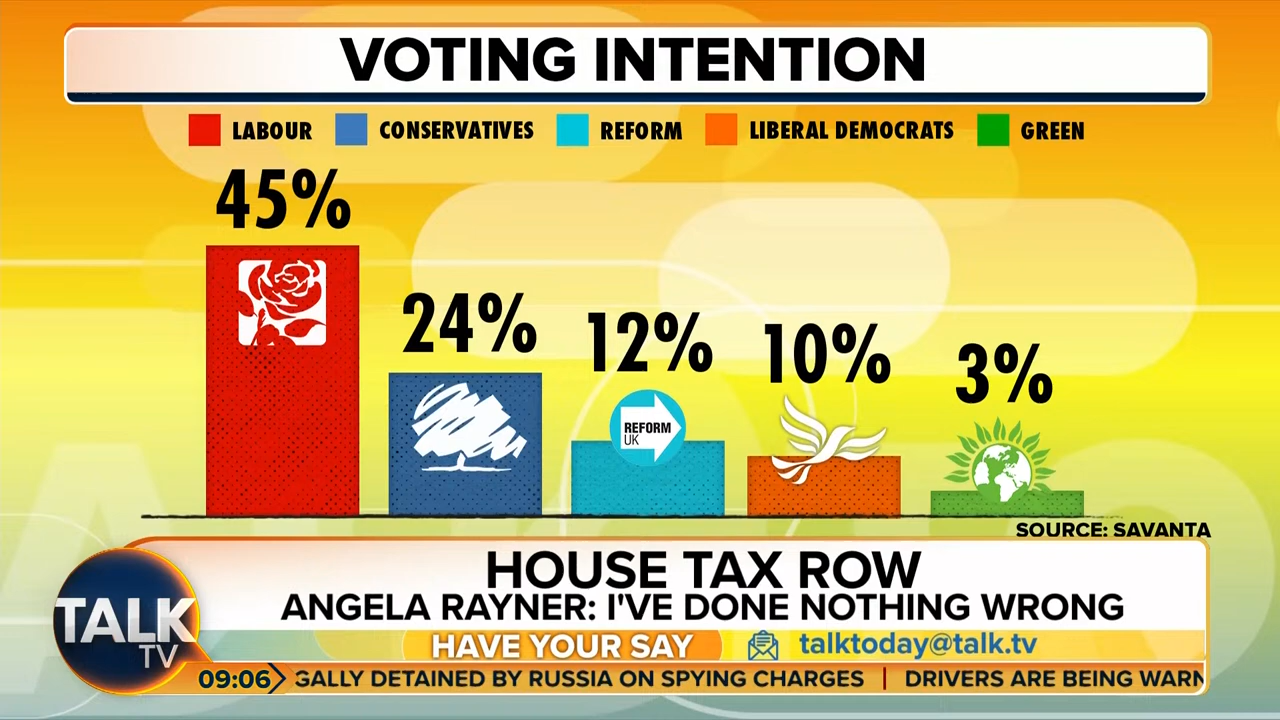 VOTING INTENTION
LABOUR CONSERVATIVES REFORM LIBERAL DEMOCRATS GREEN
45% 24% 12% 10% 3%
REFORM
UK
SOURCE: SAVANTA
HOUSE TAX ROW
ANGELA RAYNER: I'VE DONE NOTHING WRONG
TALK
TV
HAVE YOUR SAY talktoday@talk.tv
09:06 GALLY DETAINED BY RUSSIA ON SPYING CHARGES | DRIVERS ARE BEING WARN